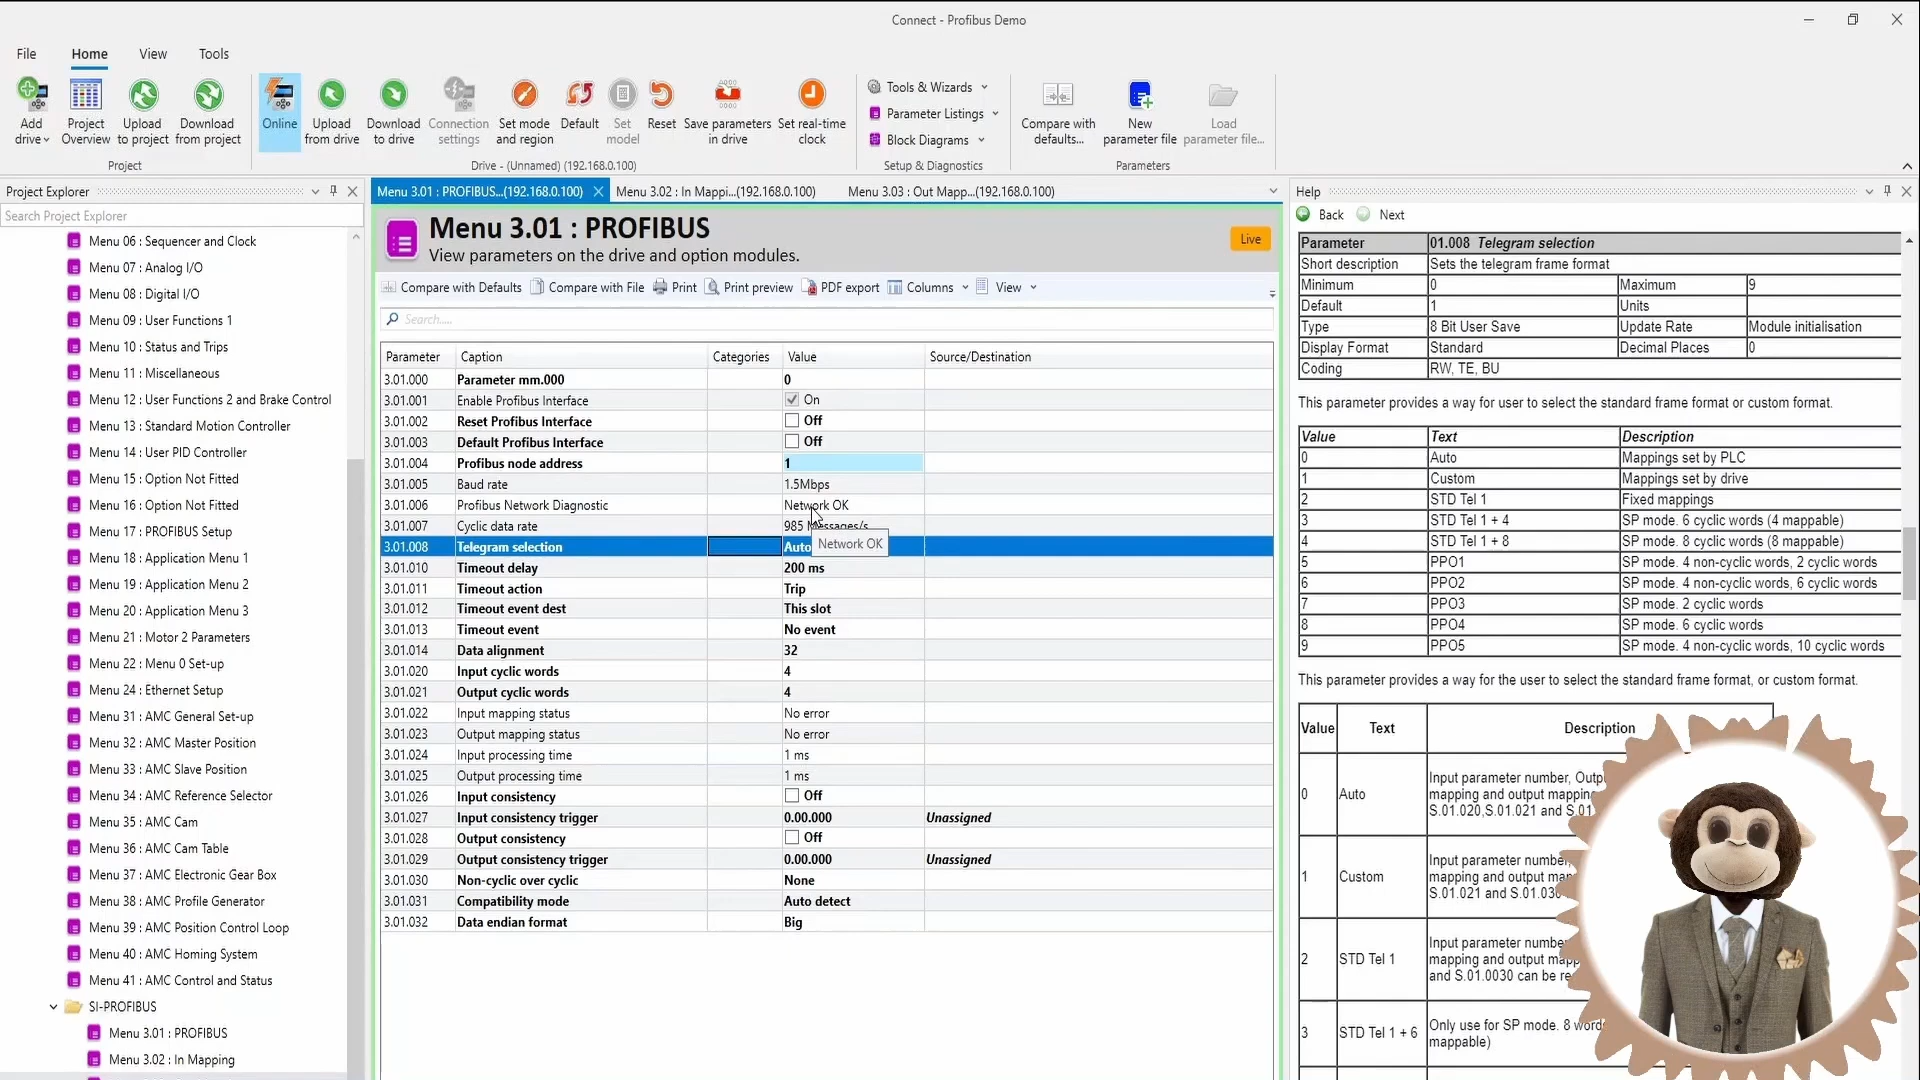 Connect - Profibus Demo
File
Home
View
Tools
Add drive
Project Overview
Upload to project
Download from project
Project
Online
Upload from drive
Download to drive
Connection settings
Set mode and region
Default
Set model
Reset
Save parameters in drive
Set real-time clock
Drive - (Unnamed) (192.168.0.100)
Tools & Wizards
Parameter Listings
Block Diagrams
Setup & Diagnostics
Compare with defaults...
New parameter file
Load parameter file...
Parameters
Project Explorer
Search Project Explorer
Menu 06 : Sequencer and Clock
Menu 07 : Analog I/O
Menu 08 : Digital I/O
Menu 09 : User Functions 1
Menu 10 : Status and Trips
Menu 11 : Miscellaneous
Menu 12 : User Functions 2 and Brake Control
Menu 13 : Standard Motion Controller
Menu 14 : User PID Controller
Menu 15 : Option Not Fitted
Menu 16 : Option Not Fitted
Menu 17 : PROFIBUS Setup
Menu 18 : Application Menu 1
Menu 19 : Application Menu 2
Menu 20 : Application Menu 3
Menu 21 : Motor 2 Parameters
Menu 22 : Menu 0 Set-up
Menu 24 : Ethernet Setup
Menu 31 : AMC General Set-up
Menu 32 : AMC Master Position
Menu 33 : AMC Slave Position
Menu 34 : AMC Reference Selector
Menu 35 : AMC Cam
Menu 36 : AMC Cam Table
Menu 37 : AMC Electronic Gear Box
Menu 38 : AMC Profile Generator
Menu 39 : AMC Position Control Loop
Menu 40 : AMC Homing System
Menu 41 : AMC Control and Status
SI-PROFIBUS
Menu 3.01 : PROFIBUS
Menu 3.02 : In Mapping
Menu 3.01 : PROFIBUS...(192.168.0.100)
Menu 3.02 : In Mappi...(192.168.0.100)
Menu 3.03 : Out Mapp...(192.168.0.100)
Menu 3.01 : PROFIBUS
View parameters on the drive and option modules.
Live
Compare with Defaults
Compare with File
Print
Print preview
PDF export
Columns
View
Search.....
Parameter Caption Categories Value Source/Destination
3.01.000 Parameter mm.000 0
3.01.001 Enable Profibus Interface On
3.01.002 Reset Profibus Interface Off
3.01.003 Default Profibus Interface Off
3.01.004 Profibus node address 1
3.01.005 Baud rate 1.5Mbps
3.01.006 Profibus Network Diagnostic Network OK
3.01.007 Cyclic data rate 985 Messages/s
3.01.008 Telegram selection Auto
Network OK
3.01.010 Timeout delay 200 ms
3.01.011 Timeout action Trip
3.01.012 Timeout event dest This slot
3.01.013 Timeout event No event
3.01.014 Data alignment 32
3.01.020 Input cyclic words 4
3.01.021 Output cyclic words 4
3.01.022 Input mapping status No error
3.01.023 Output mapping status No error
3.01.024 Input processing time 1 ms
3.01.025 Output processing time 1 ms
3.01.026 Input consistency Off
3.01.027 Input consistency trigger 0.00.000 Unassigned
3.01.028 Output consistency Off
3.01.029 Output consistency trigger 0.00.000 Unassigned
3.01.030 Non-cyclic over cyclic None
3.01.031 Compatibility mode Auto detect
3.01.032 Data endian format Big
Help
Back Next
Parameter 01.008 Telegram selection
Short description Sets the telegram frame format
Minimum 0 Maximum 9
Default 1 Units
Type 8 Bit User Save Update Rate Module initialisation
Display Format Standard Decimal Places 0
Coding RW, TE, BU
This parameter provides a way for user to select the standard frame format or custom format.
Value Text Description
0 Auto Mappings set by PLC
1 Custom Mappings set by drive
2 STD Tel 1 Fixed mappings
3 STD Tel 1 + 4 SP mode. 6 cyclic words (4 mappable)
4 STD Tel 1 + 8 SP mode. 8 cyclic words (8 mappable)
5 PPO1 SP mode. 4 non-cyclic words, 2 cyclic words
6 PPO2 SP mode. 4 non-cyclic words, 6 cyclic words
7 PPO3 SP mode. 2 cyclic words
8 PPO4 SP mode. 6 cyclic words
9 PPO5 SP mode. 4 non-cyclic words, 10 cyclic words
This parameter provides a way for the user to select the standard frame format, or custom format.
Value Text Description
0 Auto
Input parameter number, Outp
mapping and output mapping
S.01.020,S.01.021 and S.01
1 Custom
Input parameter number,
mapping and output map
S.01.021 and S.01.030
2 STD Tel 1
Input parameter numbe
mapping and output map
and S.01.0030 can be re
3 STD Tel 1 + 6
Only use for SP mode. 8 word
mappable)